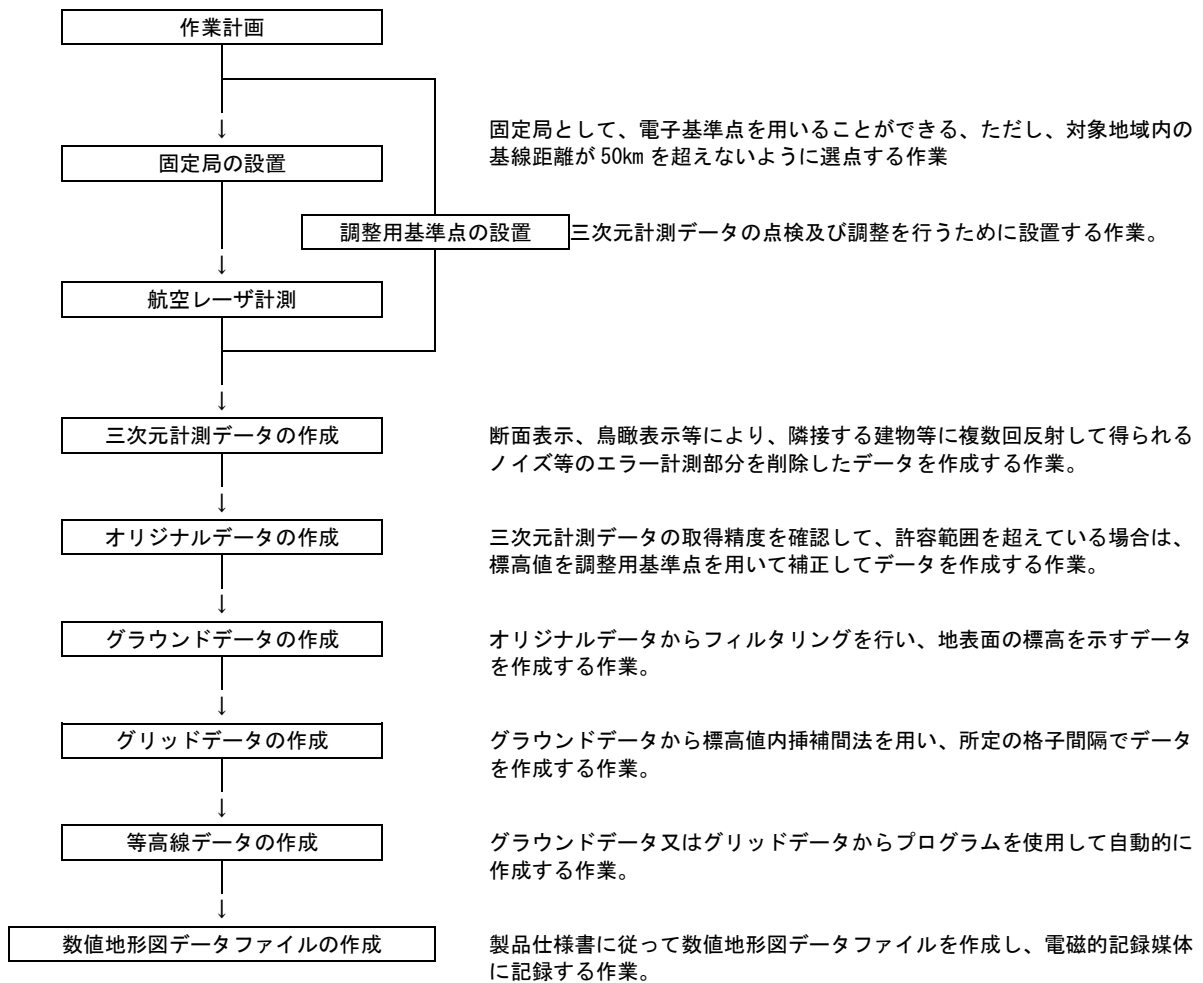 作業計画
↓
固定局として、電子基準点を用いることができる、ただし、対象地域内の
基線距離が 50km を超えないように選点する作業
固定局の設置
調整用基準点の設置
三次元計測データの点検及び調整を行うために設置する作業。
↓
航空レーザ計測
↓
三次元計測データの作成
断面表示、鳥瞰表示等により、隣接する建物等に複数回反射して得られる
ノイズ等のエラー計測部分を削除したデータを作成する作業。
↓
オリジナルデータの作成
三次元計測データの取得精度を確認して、許容範囲を超えている場合は、
標高値を調整用基準点を用いて補正してデータを作成する作業。
↓
グラウンドデータの作成
オリジナルデータからフィルタリングを行い、地表面の標高を示すデータ
を作成する作業。
↓
グリッドデータの作成
グラウンドデータから標高値内挿補間法を用い、所定の格子間隔でデータ
を作成する作業。
↓
等高線データの作成
グラウンドデータ又はグリッドデータからプログラムを使用して自動的に
作成する作業。
↓
数値地形図データファイルの作成
製品仕様書に従って数値地形図データファイルを作成し、電磁的記録媒体
に記録する作業。